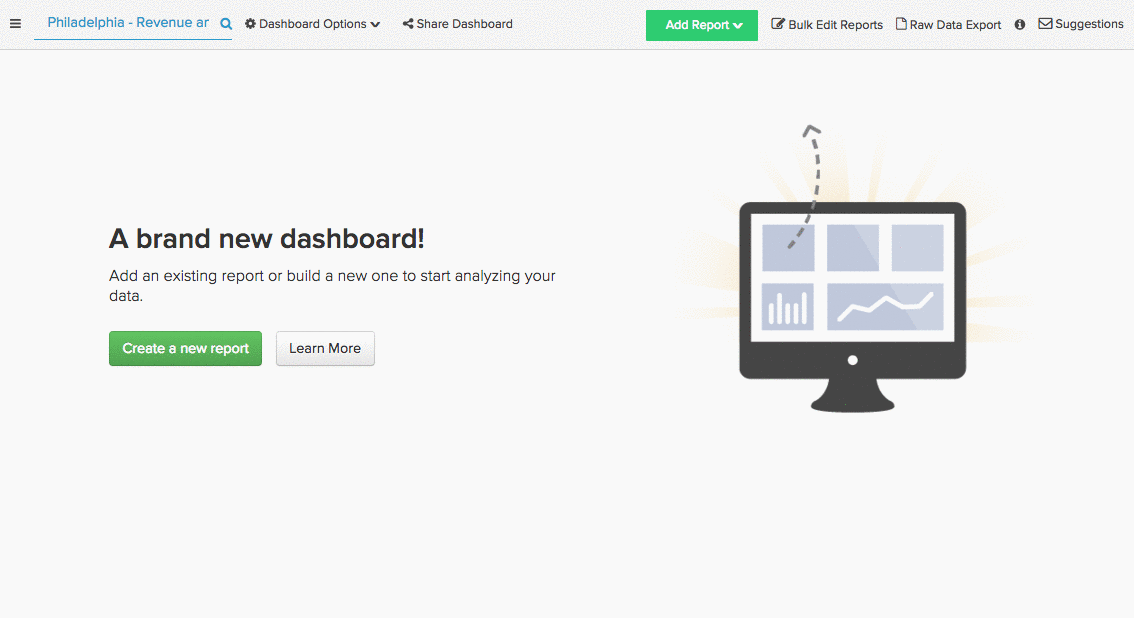 Philadelphia - Revenue ar
Dashboard Options
Share Dashboard
Add Report
Bulk Edit Reports
Raw Data Export
Suggestions
A brand new dashboard!
Add an existing report or build a new one to start analyzing your
data.
Create a new report
Learn More